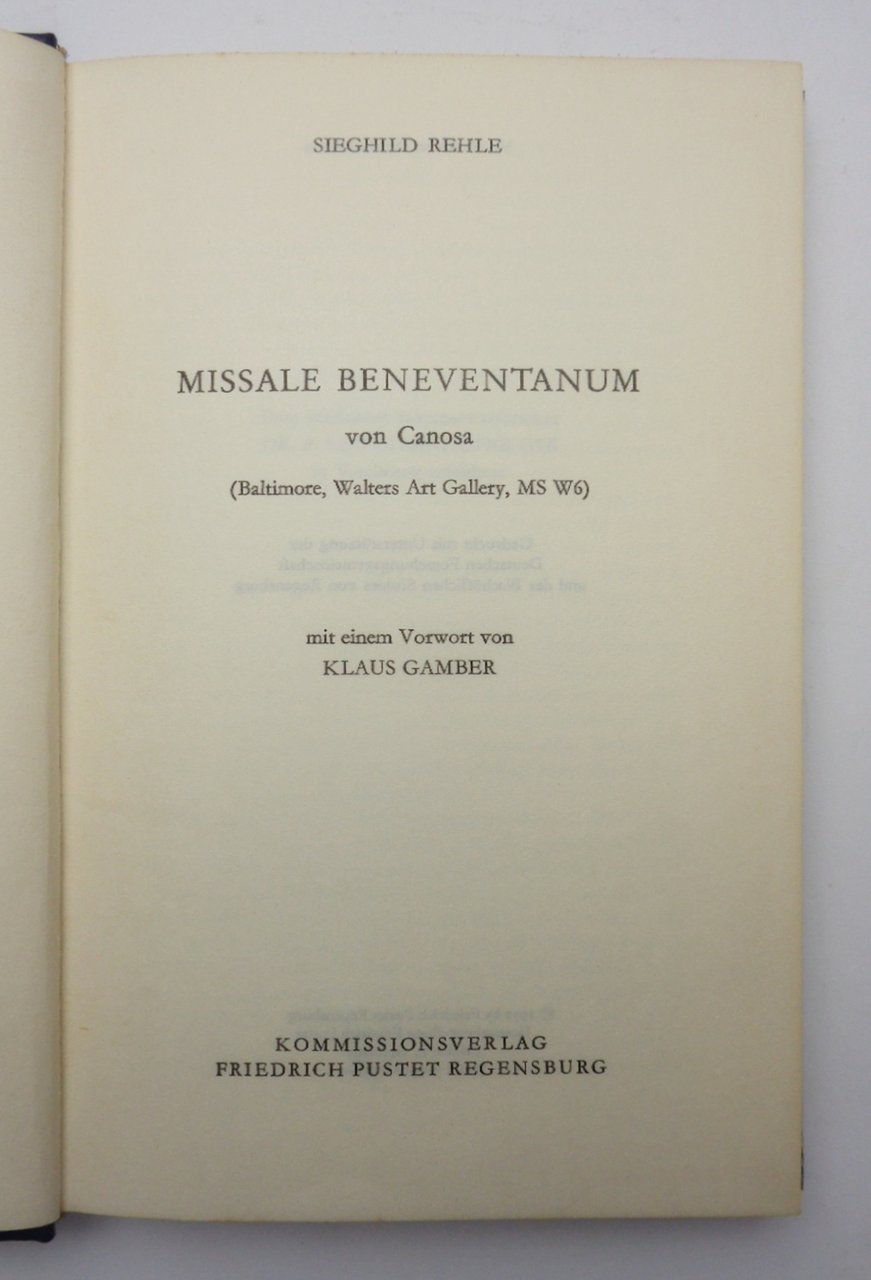 SIEGHILD REHLE
MISSALE BENEVENTANUM
von Canosa
(Baltimore, Walters Art Gallery, MS W6)
mit einem Vorwort von
KLAUS GAMBER
KOMMISSIONSVERLAG
FRIEDRICH PUSTET REGENSBURG